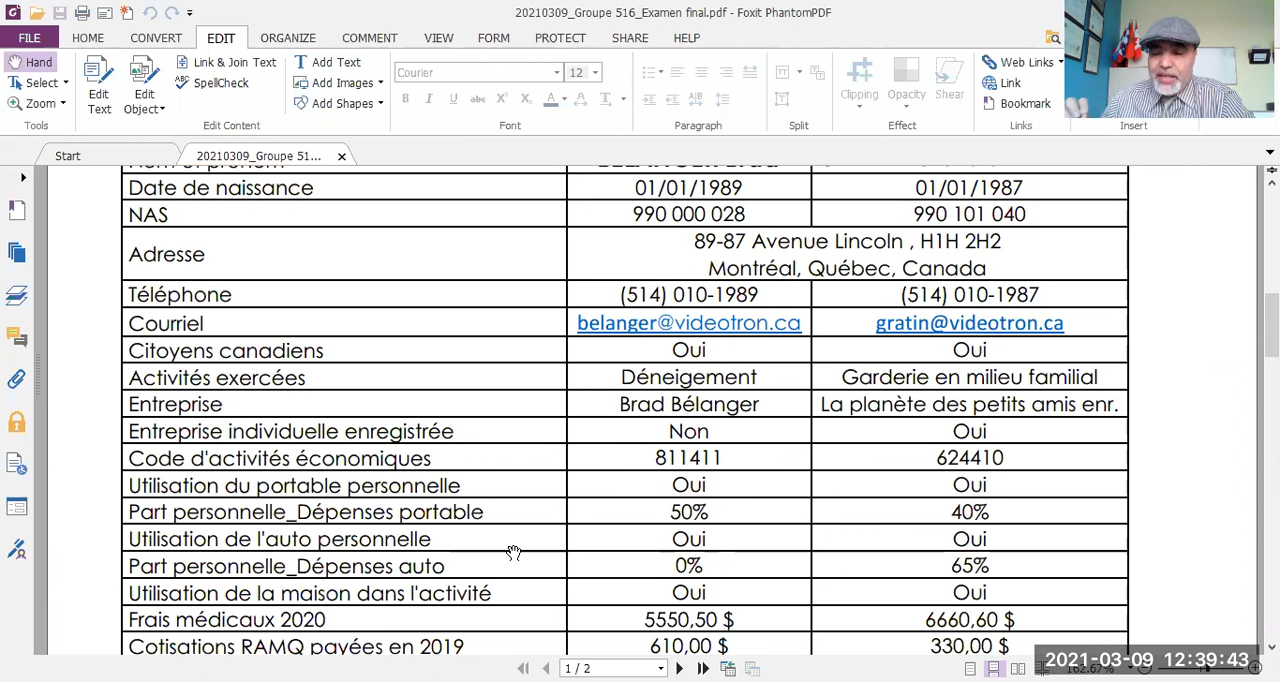 20210309_Groupe 516_Examen final.pdf - Foxit PhantomPDF
FILE HOME CONVERT EDIT ORGANIZE COMMENT VIEW FORM PROTECT SHARE HELP
Hand
Select
Zoom
Tools
Edit Text
Edit Object
Link & Join Text
SpellCheck
Add Text
Add Images
Add Shapes
Edit Content
Courier 12
B I U abc X² X₂ A T
Font
Paragraph
Split
Clipping Opacity Shear
Effect
Web Links
Link
Bookmark
Links
Insert
Start 20210309_Groupe 51...
Date de naissance 01/01/1989 01/01/1987
NAS 990 000 028 990 101 040
Adresse 89-87 Avenue Lincoln , H1H 2H2
Montréal, Québec, Canada
Téléphone (514) 010-1989 (514) 010-1987
Courriel belanger@videotron.ca gratin@videotron.ca
Citoyens canadiens Oui Oui
Activités exercées Déneigement Garderie en milieu familial
Entreprise Brad Bélanger La planète des petits amis enr.
Entreprise individuelle enregistrée Non Oui
Code d'activités économiques 811411 624410
Utilisation du portable personnelle Oui Oui
Part personnelle_Dépenses portable 50% 40%
Utilisation de l'auto personnelle Oui Oui
Part personnelle_Dépenses auto 0% 65%
Utilisation de la maison dans l'activité Oui Oui
Frais médicaux 2020 5550,50 $ 6660,60 $
Cotisations RAMQ payées en 2019 610,00 $ 330,00 $
1 / 2
2021-03-09 12:39:43